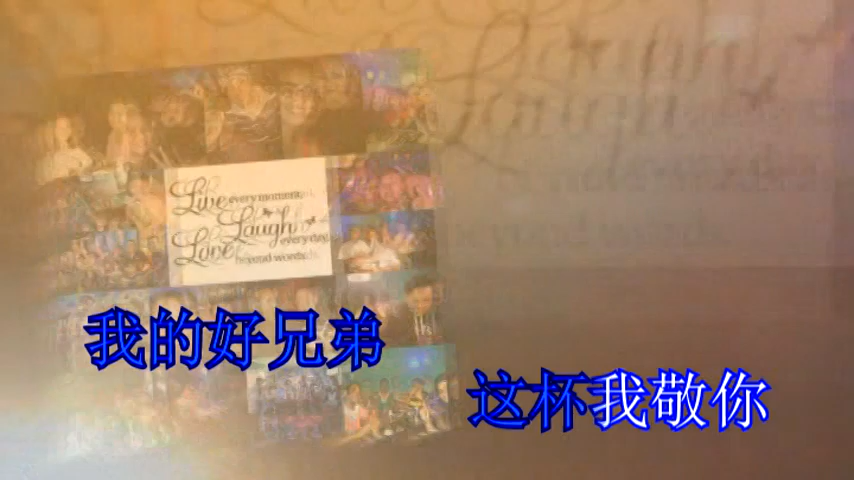 Live every moment,
Laugh every day,
Love beyond words.
我的好兄弟
这杯我敬你